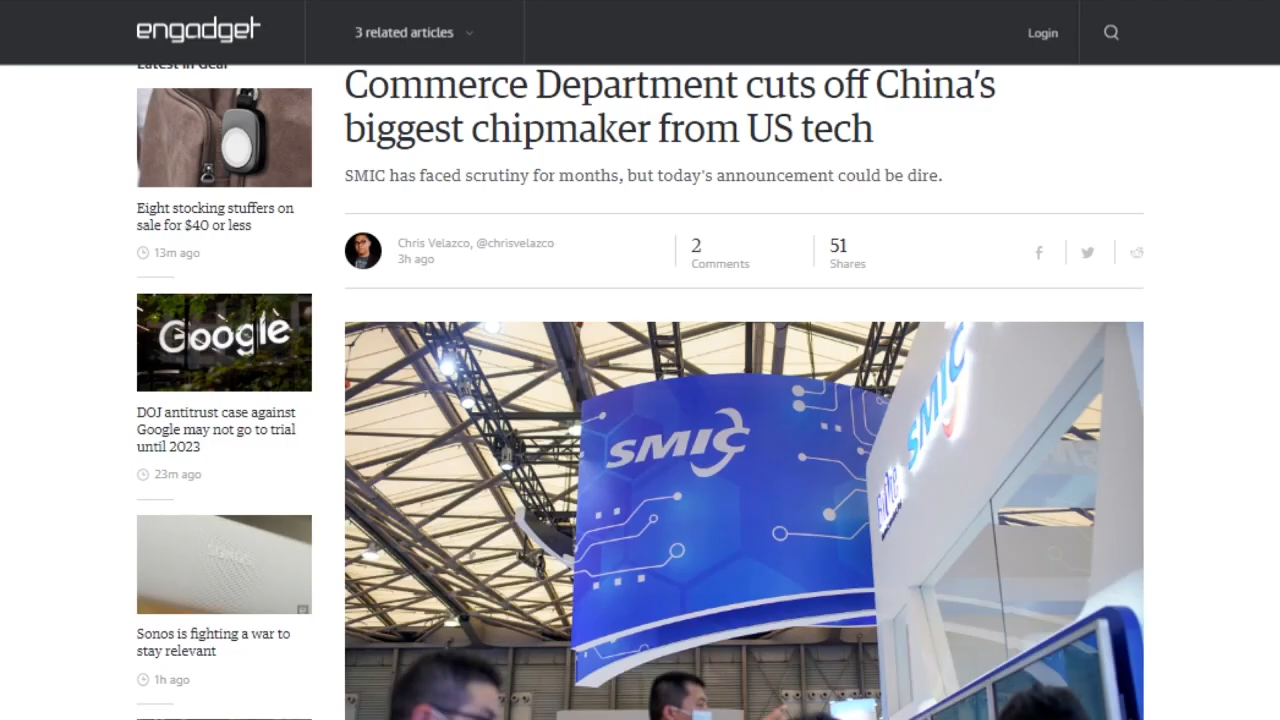 engadget
3 related articles
Login
Latest in Gear
Eight stocking stuffers on
sale for $40 or less
13m ago
Google
DOJ antitrust case against
Google may not go to trial
until 2023
23m ago
SONOS
Sonos is fighting a war to
stay relevant
1h ago
Commerce Department cuts off China's
biggest chipmaker from US tech
SMIC has faced scrutiny for months, but today's announcement could be dire.
Chris Velazco, @chrisvelazco
3h ago
2
Comments
51
Shares
SMIC
SMIC